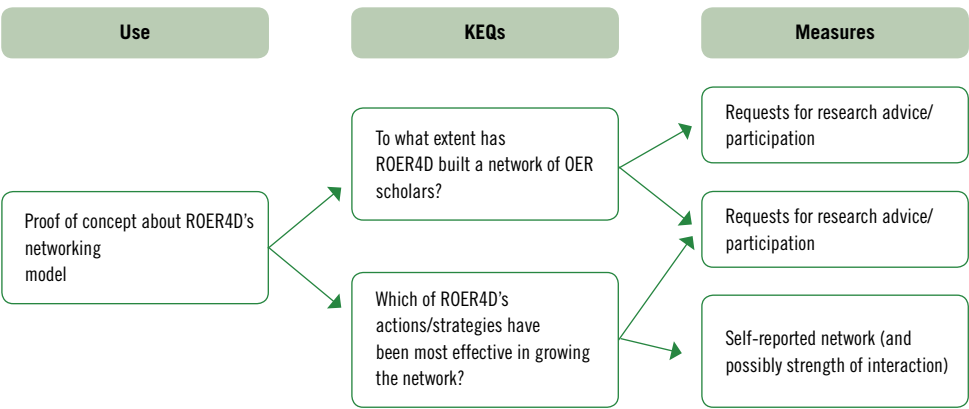 Use
KEQs
Measures
Proof of concept about ROER4D's
networking
model
To what extent has
ROER4D built a network of OER
scholars?
Which of ROER4D's
actions/strategies have
been most effective in growing
the network?
Requests for research advice/
participation
Requests for research advice/
participation
Self-reported network (and
possibly strength of interaction)